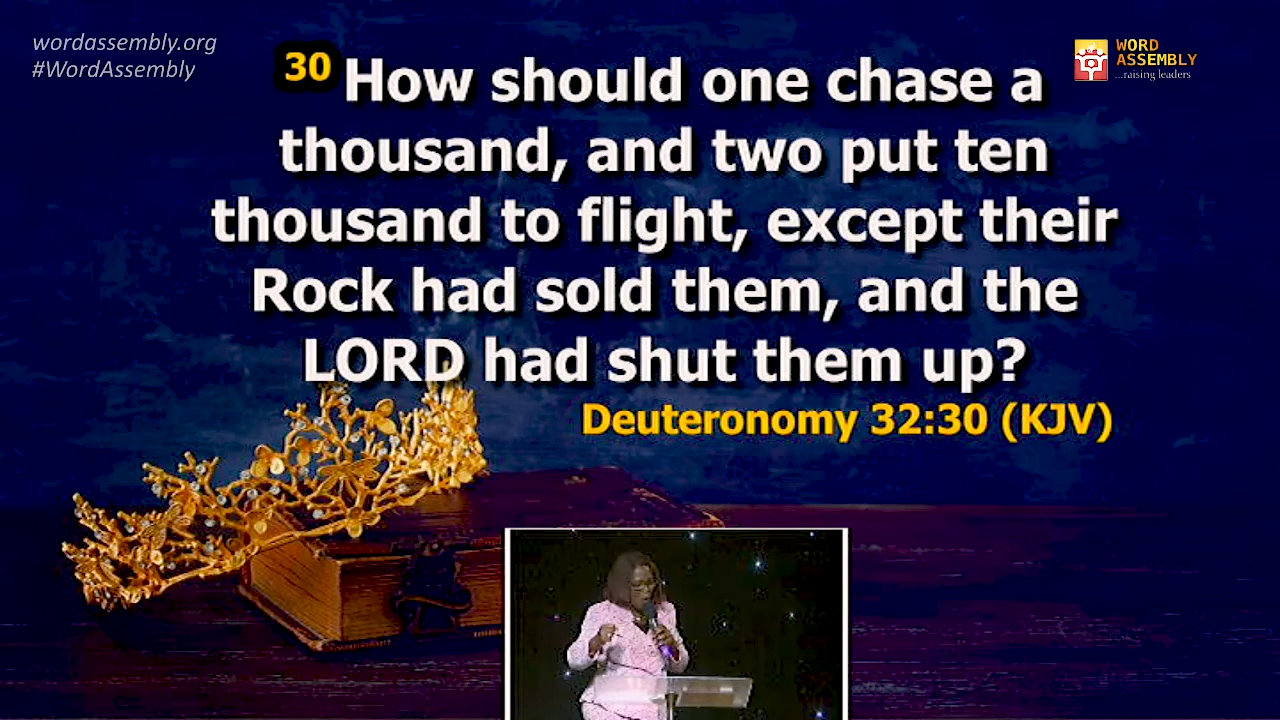 wordassembly.org
#WordAssembly
WORD
ASSEMBLY
...raising leaders
30 How should one chase a
thousand, and two put ten
thousand to flight, except their
Rock had sold them, and the
LORD had shut them up?
Deuteronomy 32:30 (KJV)